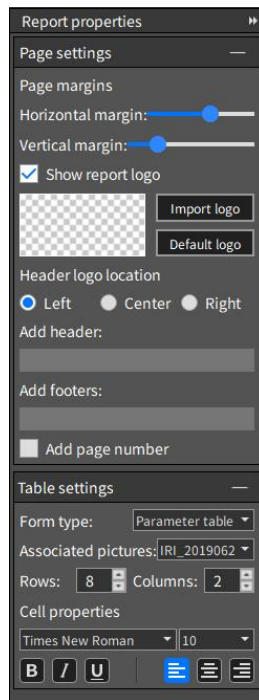 Report properties
Page settings
Page margins
Horizontal margin:
Vertical margin:
Show report logo
Import logo
Default logo
Header logo location
Left Center Right
Add header:
Add footers:
Add page number
Table settings
Form type: Parameter table
Associated pictures: IRI_2019062
Rows: 8 Columns: 2
Cell properties
Times New Roman 10
B I U